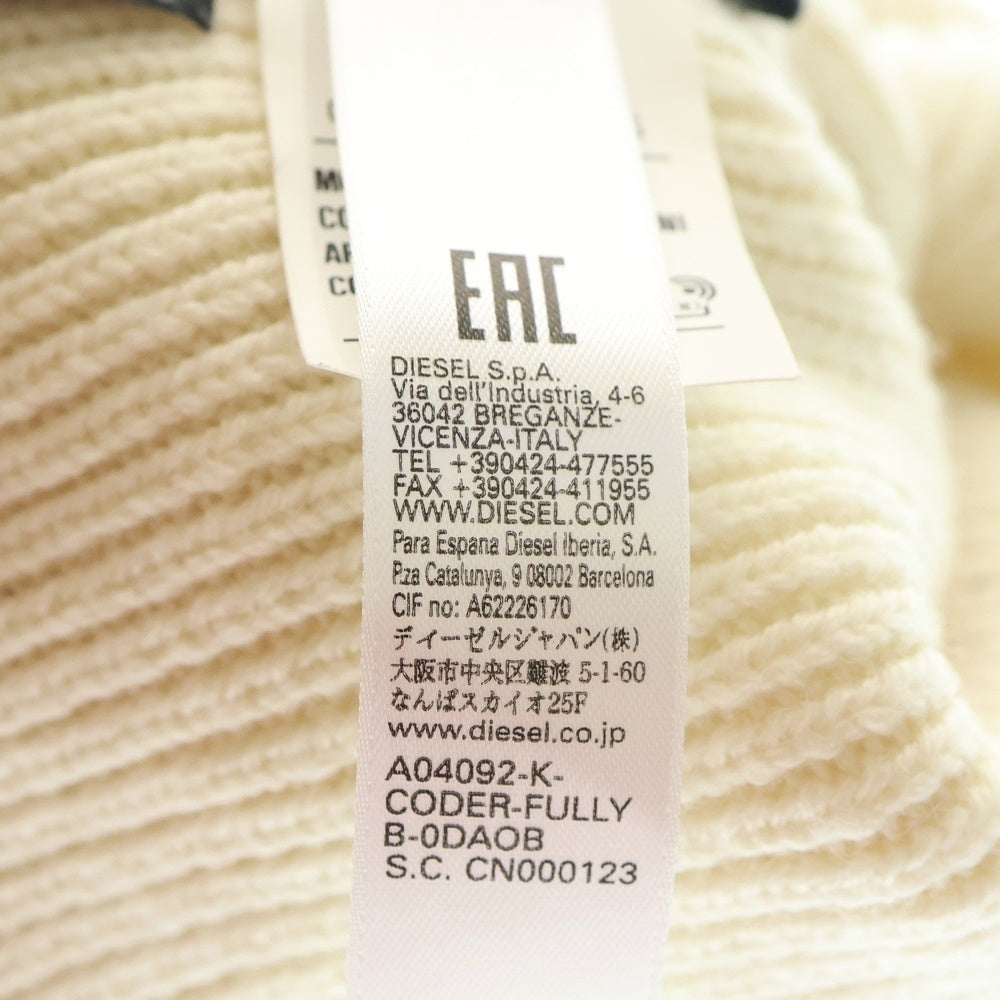 EAC
DIESEL S.p.A.
Via dell'Industria, 4-6
36042 BREGANZE-
VICENZA-ITALY
TEL +390424-477555
FAX +390424-411955
WWW.DIESEL.COM
Para Espana Diesel Iberia, S.A.
P.za Catalunya, 9 08002 Barcelona
CIF no: A62226170
ディーゼルジャパン(株)
大阪市中央区難波 5-1-60
なんばスカイオ25F
www.diesel.co.jp
A04092-K-
CODER-FULLY
B-0DAOB
S.C. CN000123